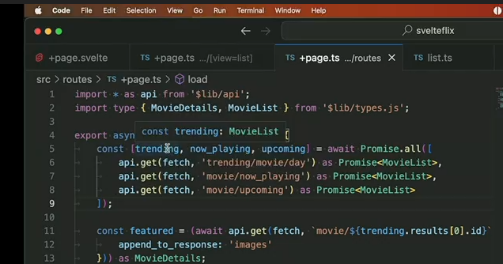 Code File Edit Selection View Go Run Terminal Window Help
svelteflix
+page.svelte TS +page.ts .../[view=list] TS +page.ts .../routes TS list.ts
src > routes > TS +page.ts > load
1 import * as api from '$lib/api';
2 import type { MovieDetails, MovieList } from '$lib/types.js';
3
const trending: MovieList
4 export asyn {
5 const [trending, now_playing, upcoming] = await Promise.all([
6 api.get(fetch, 'trending/movie/day') as Promise<MovieList>,
7 api.get(fetch, 'movie/now_playing') as Promise<MovieList>,
8 api.get(fetch, 'movie/upcoming') as Promise<MovieList>
9 ]);
10
11 const featured = (await api.get(fetch, `movie/${trending.results[0].id}`
12 append_to_response: 'images'
13 })) as MovieDetails;